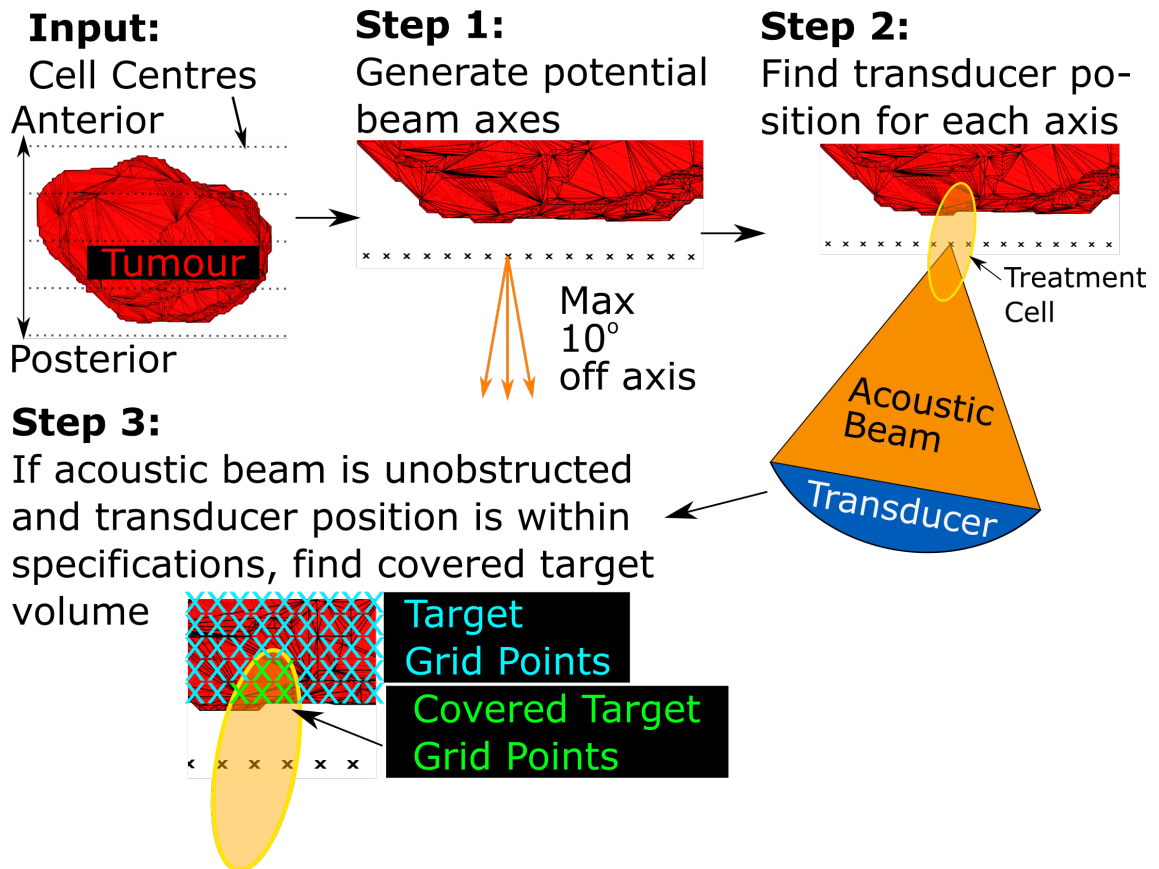 Input:
Cell Centres
Anterior
Tumour
Posterior
Step 1:
Generate potential
beam axes
Max
10°
off axis
Step 2:
Find transducer po-
sition for each axis
Treatment
Cell
Acoustic
Beam
Transducer
Step 3:
If acoustic beam is unobstructed
and transducer position is within
specifications, find covered target
volume
Target
Grid Points
Covered Target
Grid Points